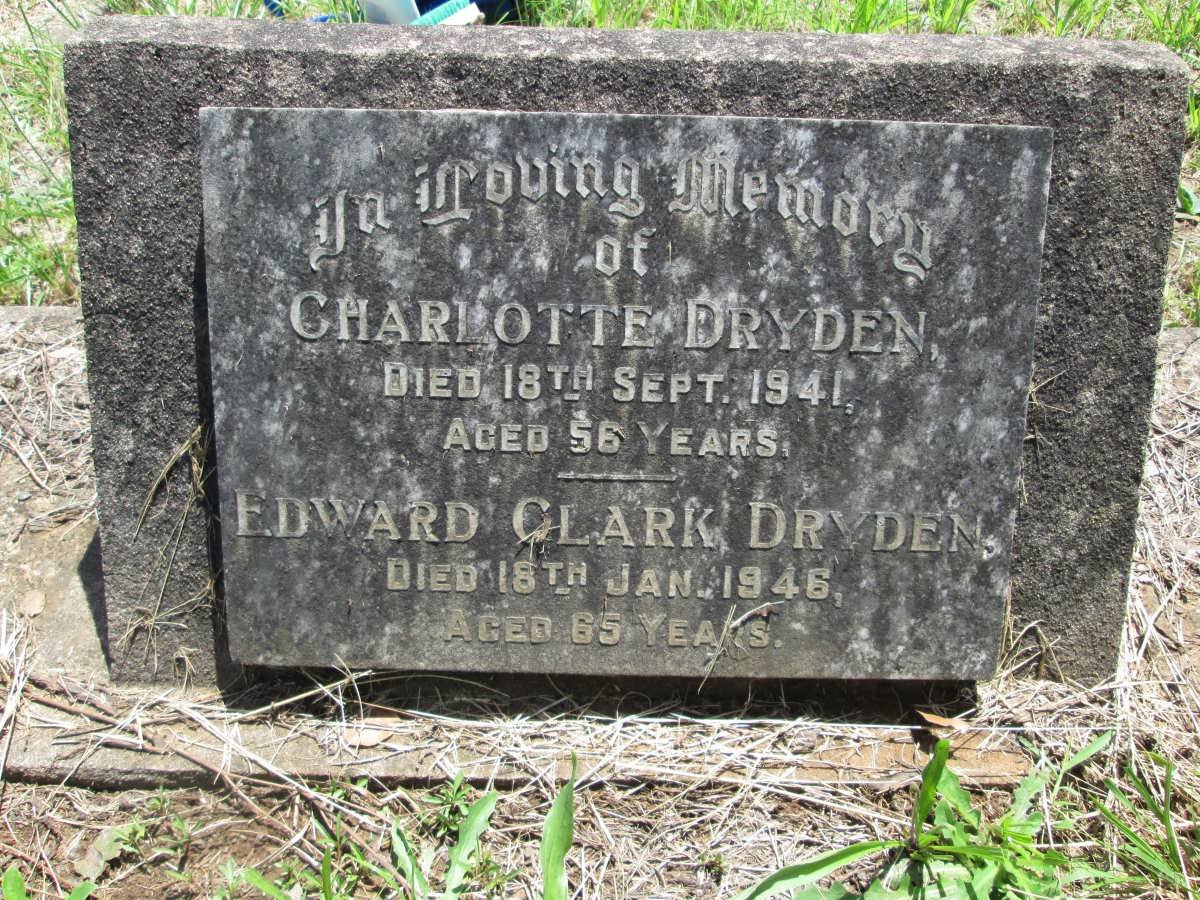 In Loving Memory
of
CHARLOTTE DRYDEN,
DIED 18TH SEPT. 1941,
AGED 56 YEARS.
EDWARD CLARK DRYDEN,
DIED 18TH JAN. 1946,
AGED 65 YEARS.